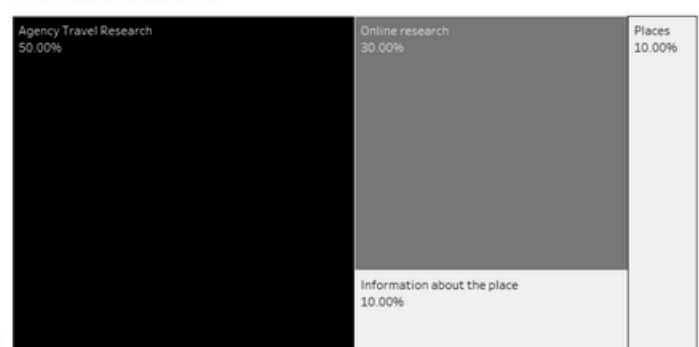 Agency Travel Research
50.00%
Online research
30.00%
Places
10.00%
Information about the place
10.00%